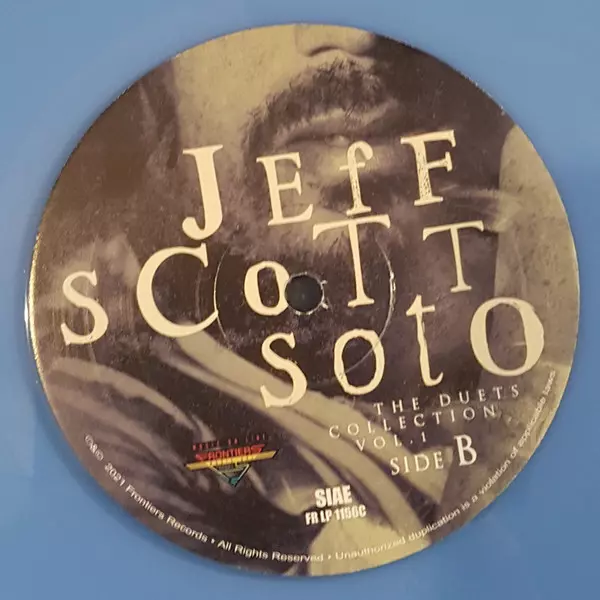 JEfF
sCoTT
sotO
THE DUETS
COLLECTION,
VOL.1
SIDE B
FRONTIERS
SIAE
FR LP 1156C
2021 Frontiers Records • All Rights Reserved • Unauthorized duplication is a violation of applicable laws